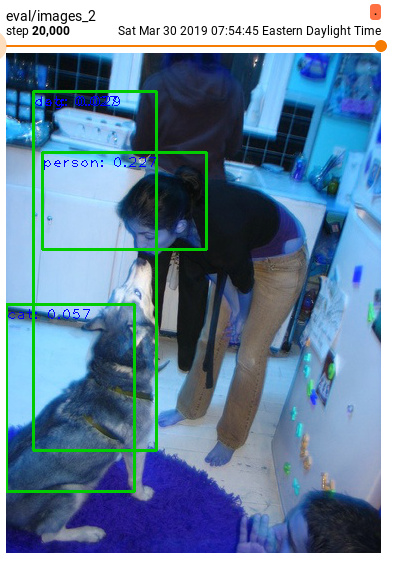 eval/images_2
step 20,000
Sat Mar 30 2019 07:54:45 Eastern Daylight Time
person: 0.227
cat: 0.057